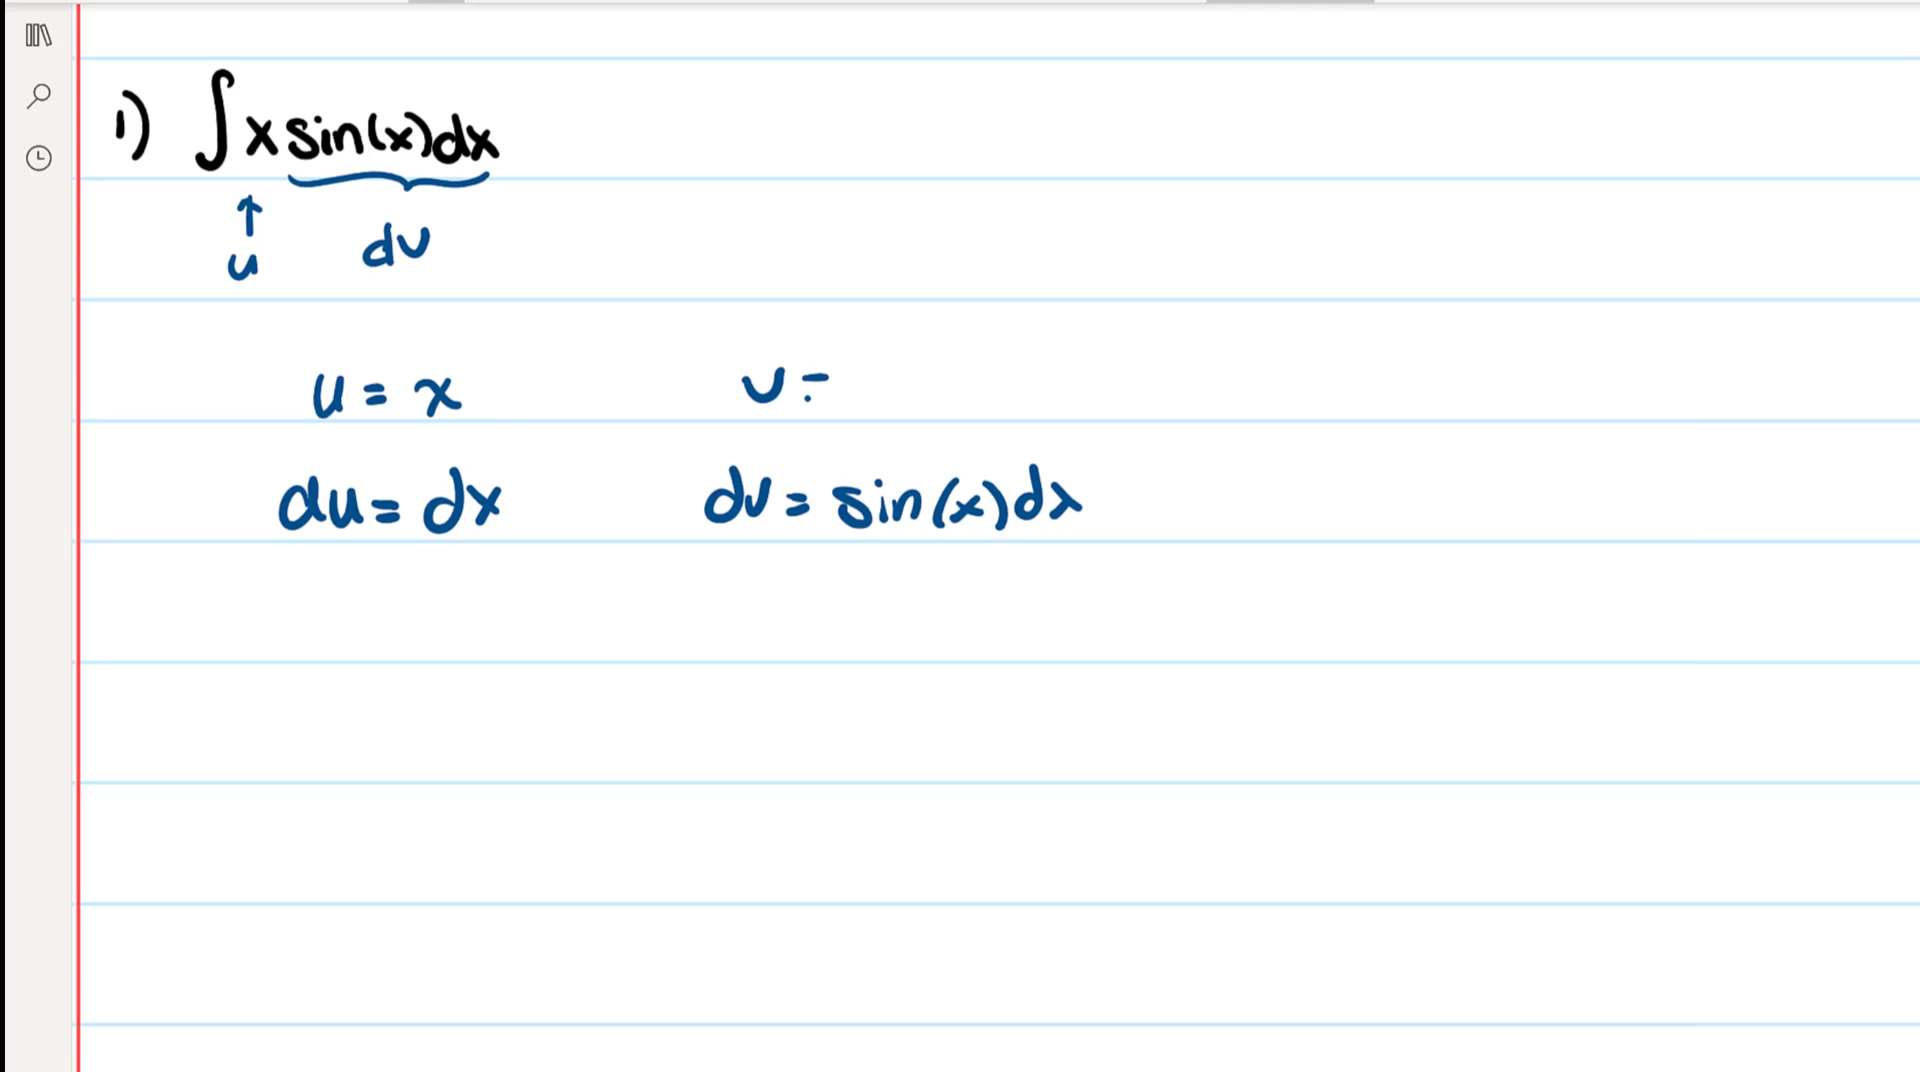 1) ∫x sin(x)dx
u dv
u = x v =
du = dx dv = sin(x)dx